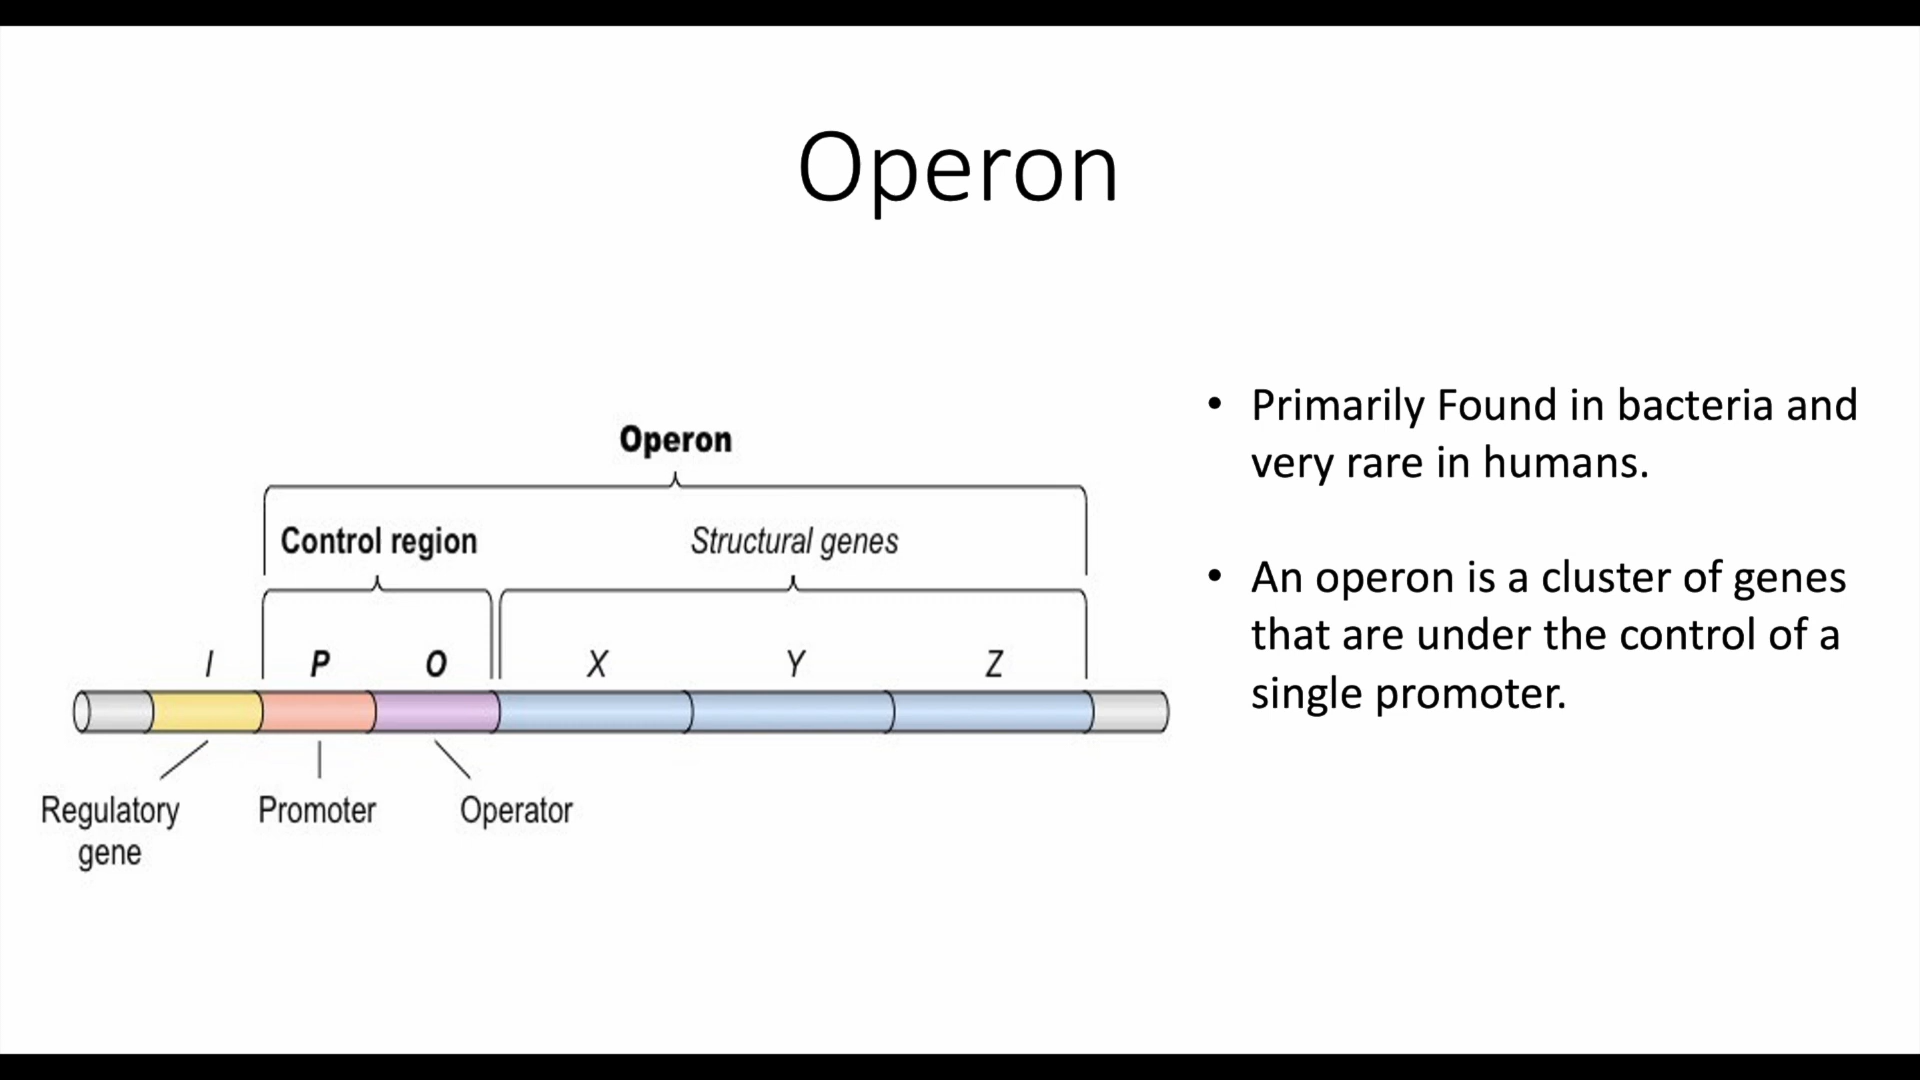 Operon
Operon
Control region
Structural genes
I
P
O
X
Y
Z
Regulatory
gene
Promoter
Operator
• Primarily Found in bacteria and
very rare in humans.
• An operon is a cluster of genes
that are under the control of a
single promoter.